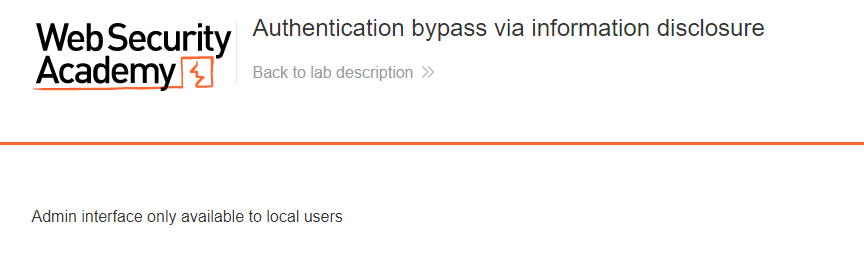 Web Security
Academy
Authentication bypass via information disclosure
Back to lab description
Admin interface only available to local users